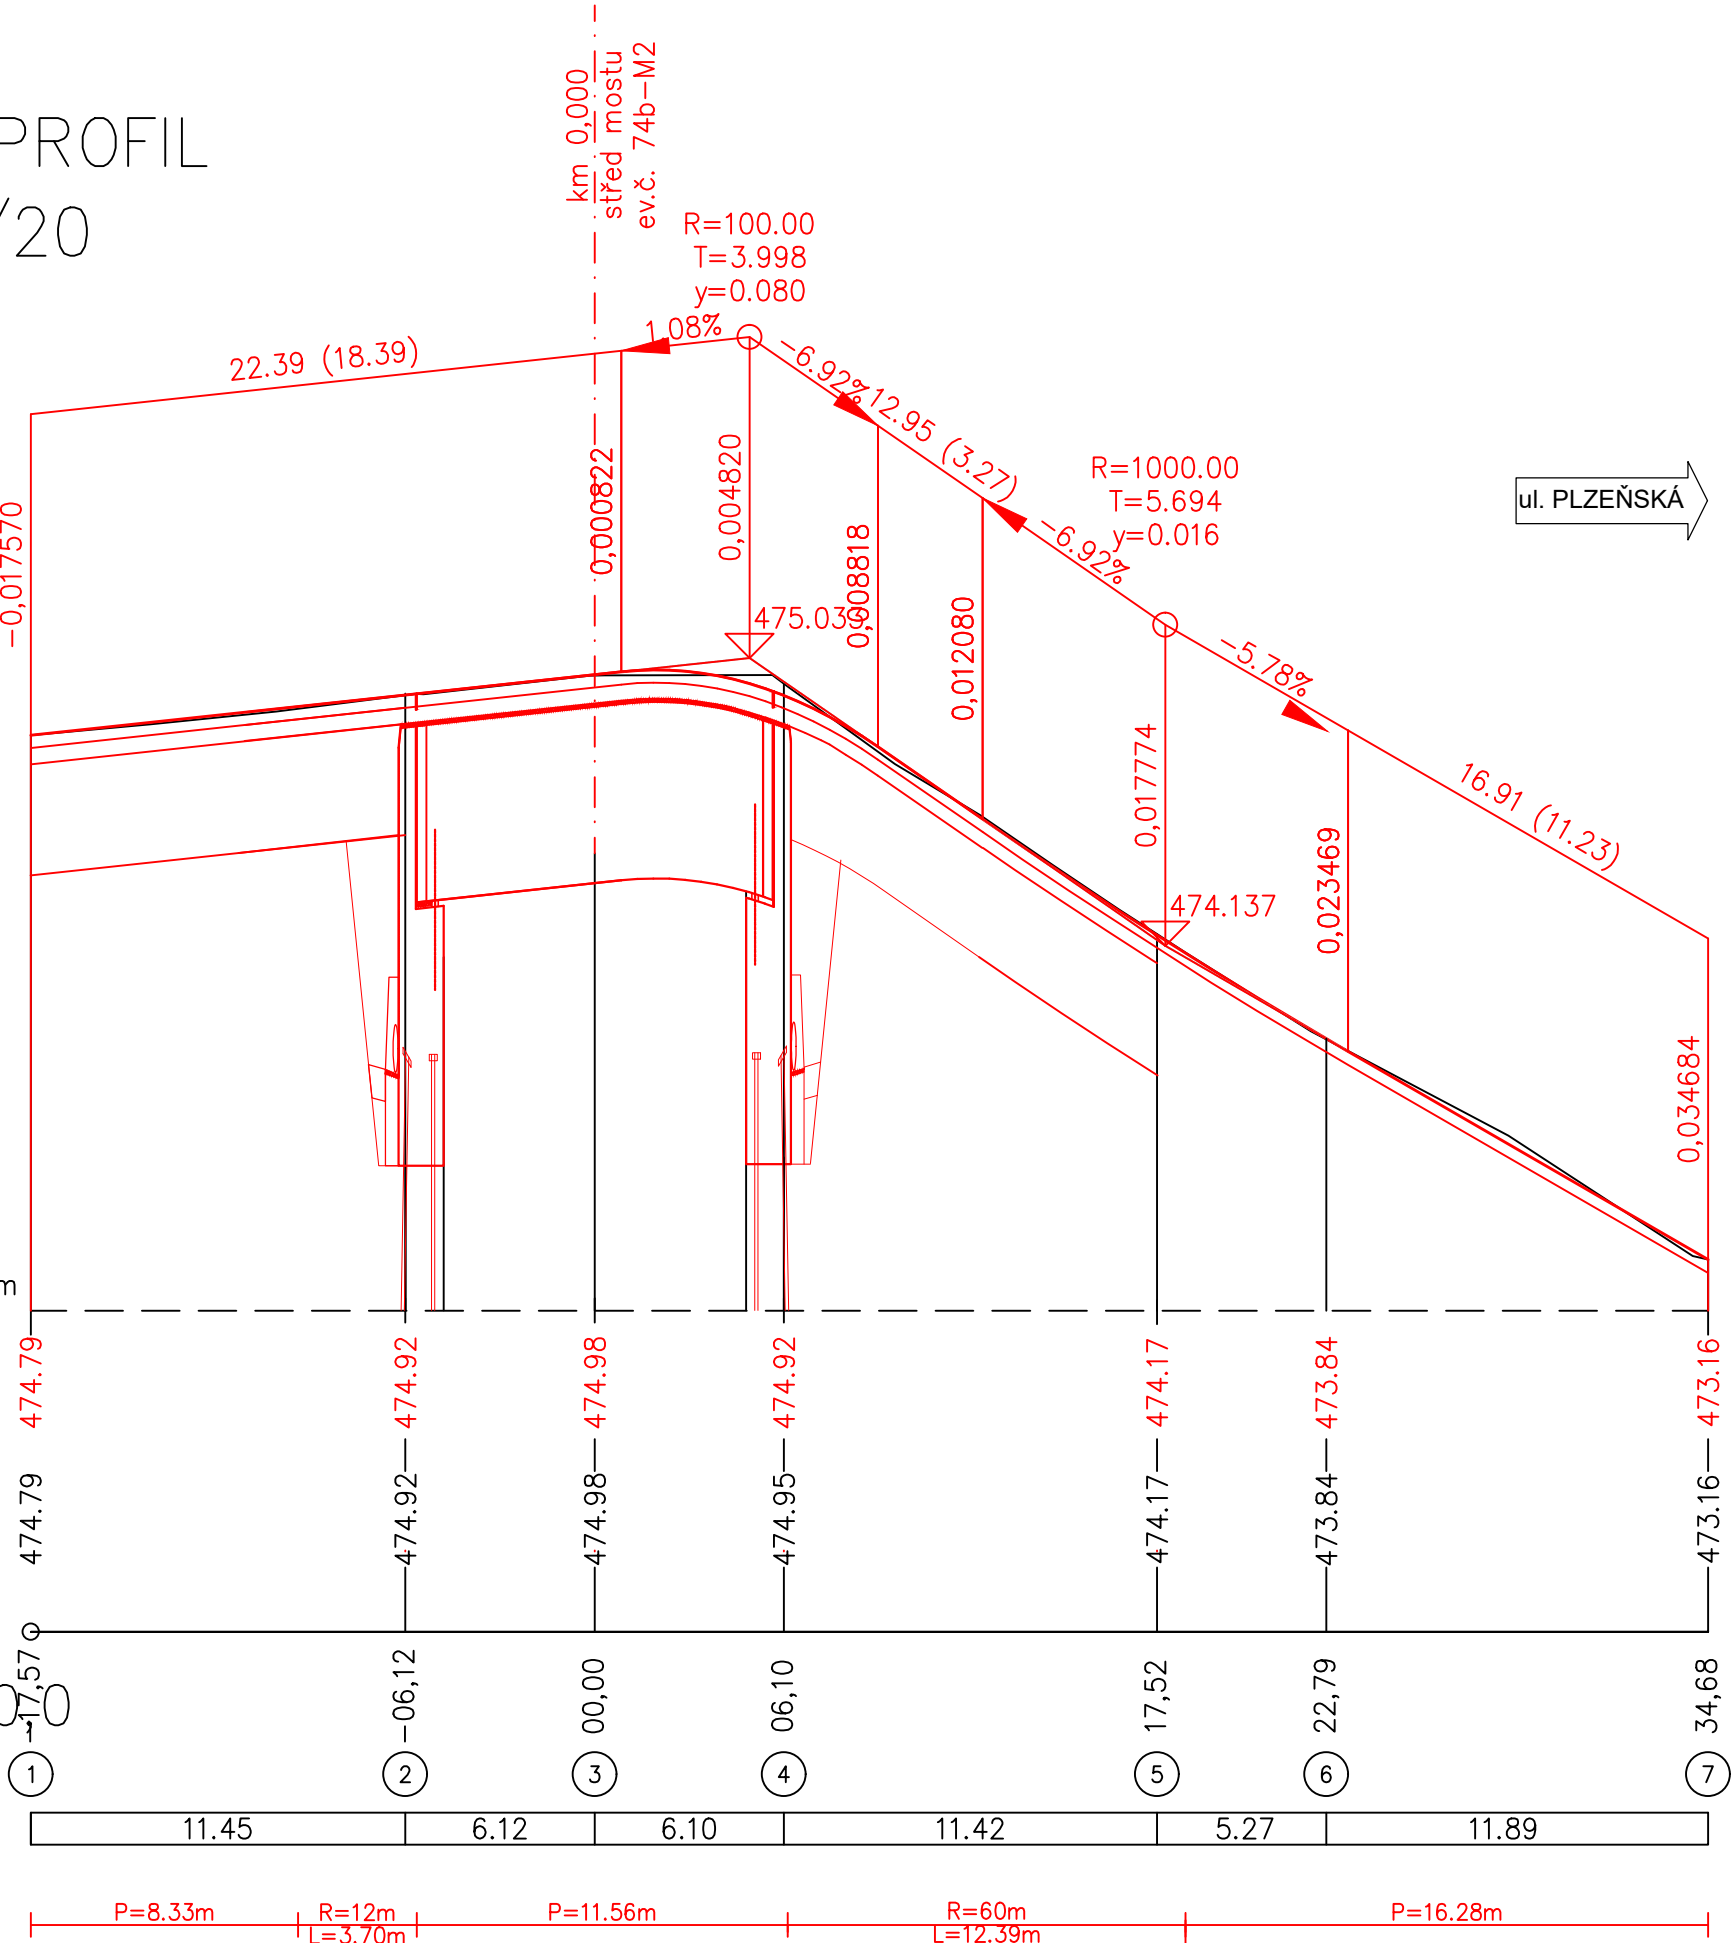 PROFIL
/20
km 0,000
střed mostu
ev.č. 74b-M2
R=100.00
T=3.998
y=0.080
1.08%
22.39 (18.39)
-6.92%
12.95 (3.27)
R=1000.00
T=5.694
y=0.016
-6.92%
-5.78%
16.91 (11.23)
ul. PLZEŇSKÁ
-0,017570
0,000822
0,004820
475.033
0,008818
0,012080
0,017774
474.137
0,023469
0,034684
m
474.79
474.92
474.98
474.92
474.17
473.84
473.16
474.79
474.92
474.98
474.95
474.17
473.84
473.16
-17,57
-06,12
00,00
06,10
17,52
22,79
34,68
0,0
1 2 3 4 5 6 7
11.45 6.12 6.10 11.42 5.27 11.89
P=8.33m R=12m P=11.56m R=60m P=16.28m
L=3.70m L=12.39m